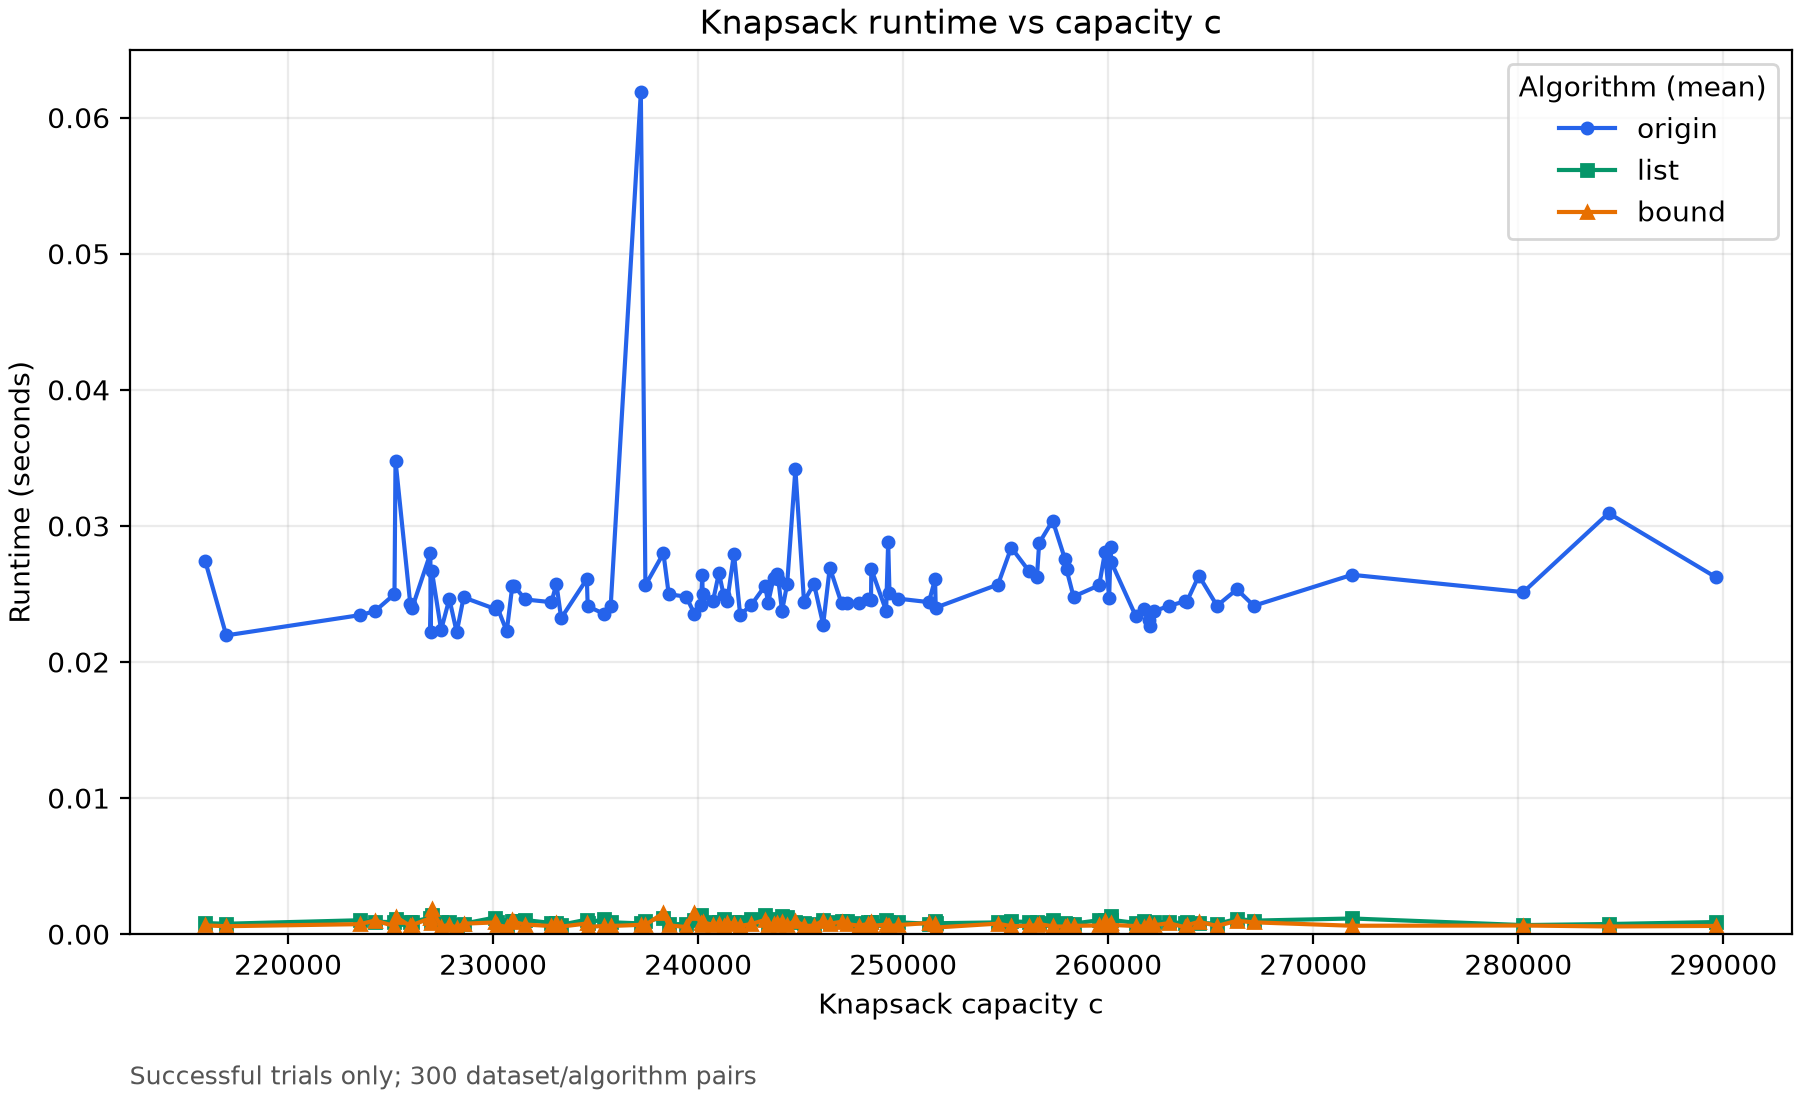 Knapsack runtime vs capacity c
Algorithm (mean)
origin
list
bound
Runtime (seconds)
0.06
0.05
0.04
0.03
0.02
0.01
0.00
220000 230000 240000 250000 260000 270000 280000 290000
Knapsack capacity c
Successful trials only; 300 dataset/algorithm pairs